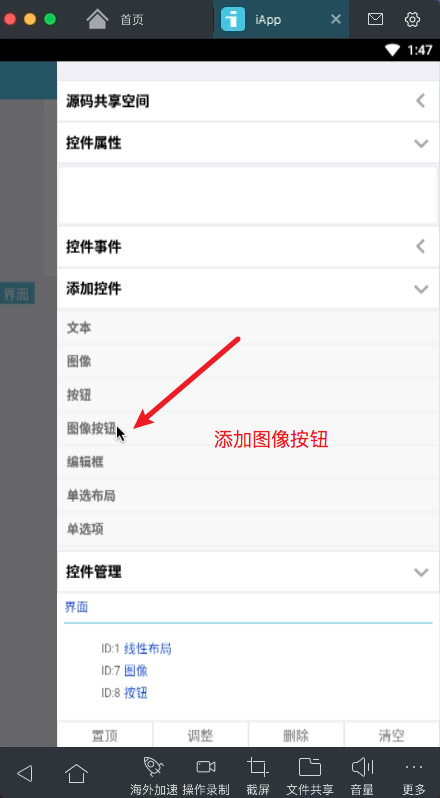 首页
iApp
1:47
源码共享空间
控件属性
控件事件
添加控件
文本
图像
按钮
图像按钮
添加图像按钮
编辑框
单选布局
单选项
控件管理
界面
界面
ID:1 线性布局
ID:7 图像
ID:8 按钮
置顶 调整 删除 清空
海外加速 操作录制 截屏 文件共享 音量 更多